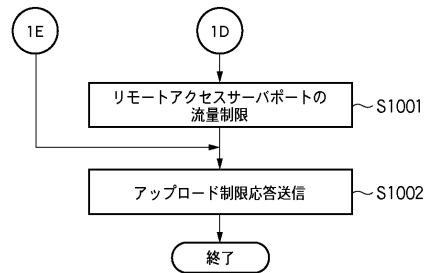 1E
1D
リモートアクセスサーバポートの
流量制限
S1001
アップロード制限応答送信
S1002
終了